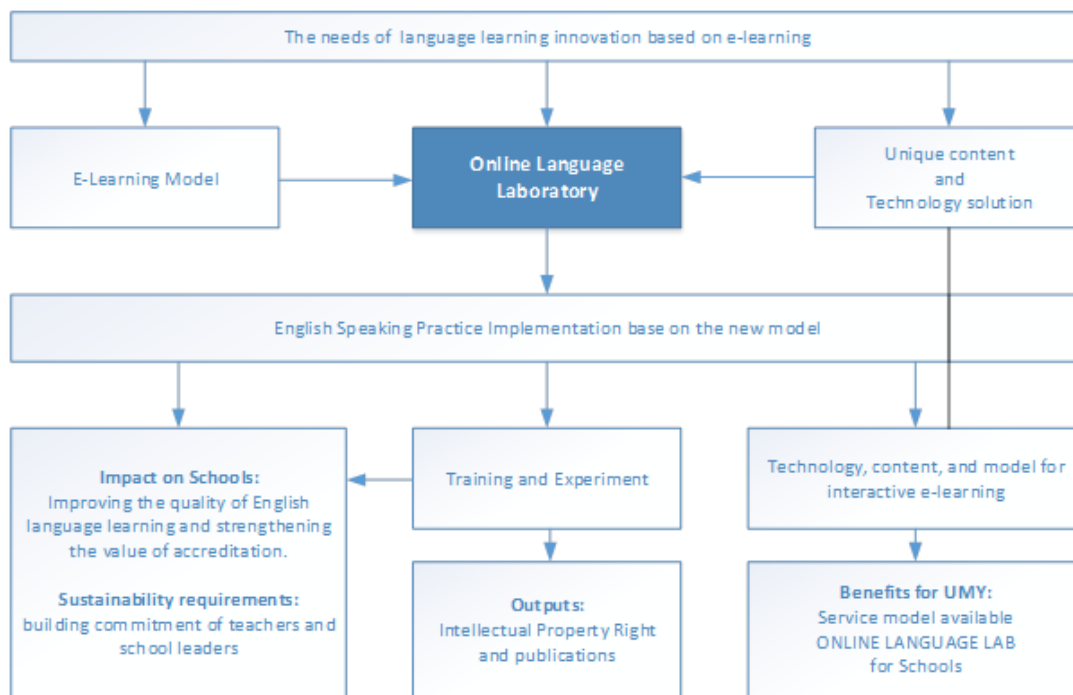 The needs of language learning innovation based on e-learning
E-Learning Model
Online Language
Laboratory
Unique content
and
Technology solution
English Speaking Practice Implementation base on the new model
Impact on Schools:
Improving the quality of English
language learning and strengthening
the value of accreditation.
Sustainability requirements:
building commitment of teachers and
school leaders
Training and Experiment
Technology, content, and model for
interactive e-learning
Outputs:
Intellectual Property Right
and publications
Benefits for UMY:
Service model available
ONLINE LANGUAGE LAB
for Schools